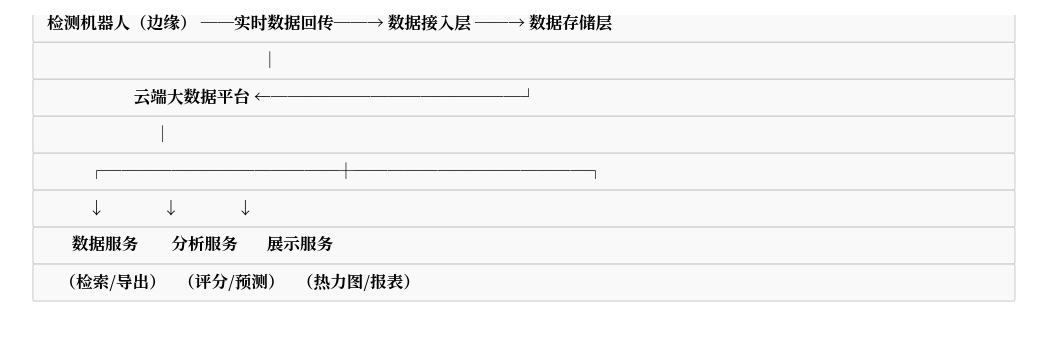 检测机器人（边缘） ───实时数据回传───→ 数据接入层 ───→ 数据存储层
│
云端大数据平台 ←────────────────┘
│
┌───────────────┼───────────────┐
↓ ↓ ↓
数据服务 分析服务 展示服务
（检索/导出） （评分/预测） （热力图/报表）